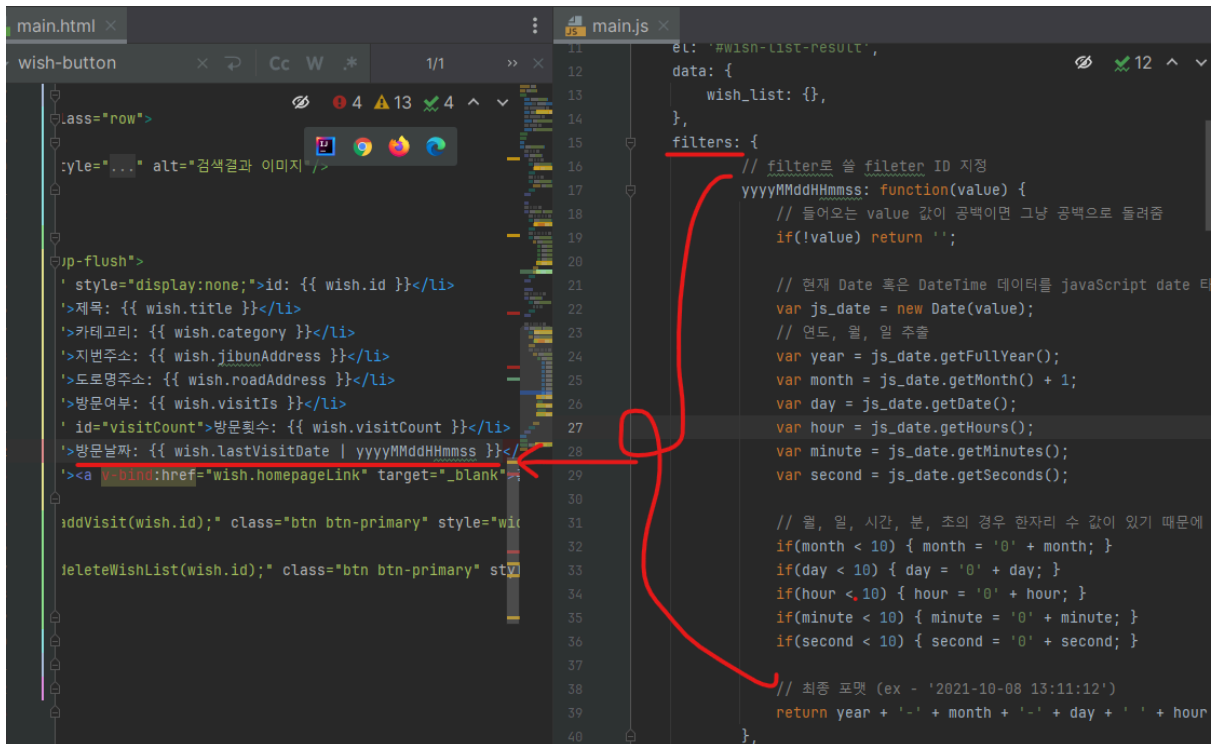 main.html
wish-button
Cc W .*
1/1
4 13 4
lass="row">
tyle="..." alt="검색결과 이미지"/>
up-flush">
" style="display:none;">id: {{ wish.id }}</li>
">제목: {{ wish.title }}</li>
">카테고리: {{ wish.category }}</li>
">지번주소: {{ wish.jibunAddress }}</li>
">도로명주소: {{ wish.roadAddress }}</li>
">방문여부: {{ wish.visitIs }}</li>
" id="visitCount">방문횟수: {{ wish.visitCount }}</li>
">방문날짜: {{ wish.lastVisitDate | yyyyMMddHHmmss }}</
"><a v-bind:href="wish.homepageLink" target="_blank">
addVisit(wish.id);" class="btn btn-primary" style="wid
deleteWishList(wish.id);" class="btn btn-primary" sty
main.js
12
11 el: '#wish-list-result',
12 data: {
13 wish_list: {},
14 },
15 filters: {
16 // filter로 쓸 fileter ID 지정
17 yyyyMMddHHmmss: function(value) {
18 // 들어오는 value 값이 공백이면 그냥 공백으로 돌려줌
19 if(!value) return '';
20
21 // 현재 Date 혹은 DateTime 데이터를 javaScript date 타
22 var js_date = new Date(value);
23 // 연도, 월, 일 추출
24 var year = js_date.getFullYear();
25 var month = js_date.getMonth() + 1;
26 var day = js_date.getDate();
27 var hour = js_date.getHours();
28 var minute = js_date.getMinutes();
29 var second = js_date.getSeconds();
30
31 // 월, 일, 시간, 분, 초의 경우 한자리 수 값이 있기 때문에
32 if(month < 10) { month = '0' + month; }
33 if(day < 10) { day = '0' + day; }
34 if(hour < 10) { hour = '0' + hour; }
35 if(minute < 10) { minute = '0' + minute; }
36 if(second < 10) { second = '0' + second; }
37
38 // 최종 포맷 (ex - '2021-10-08 13:11:12')
39 return year + '-' + month + '-' + day + ' ' + hour
40 },